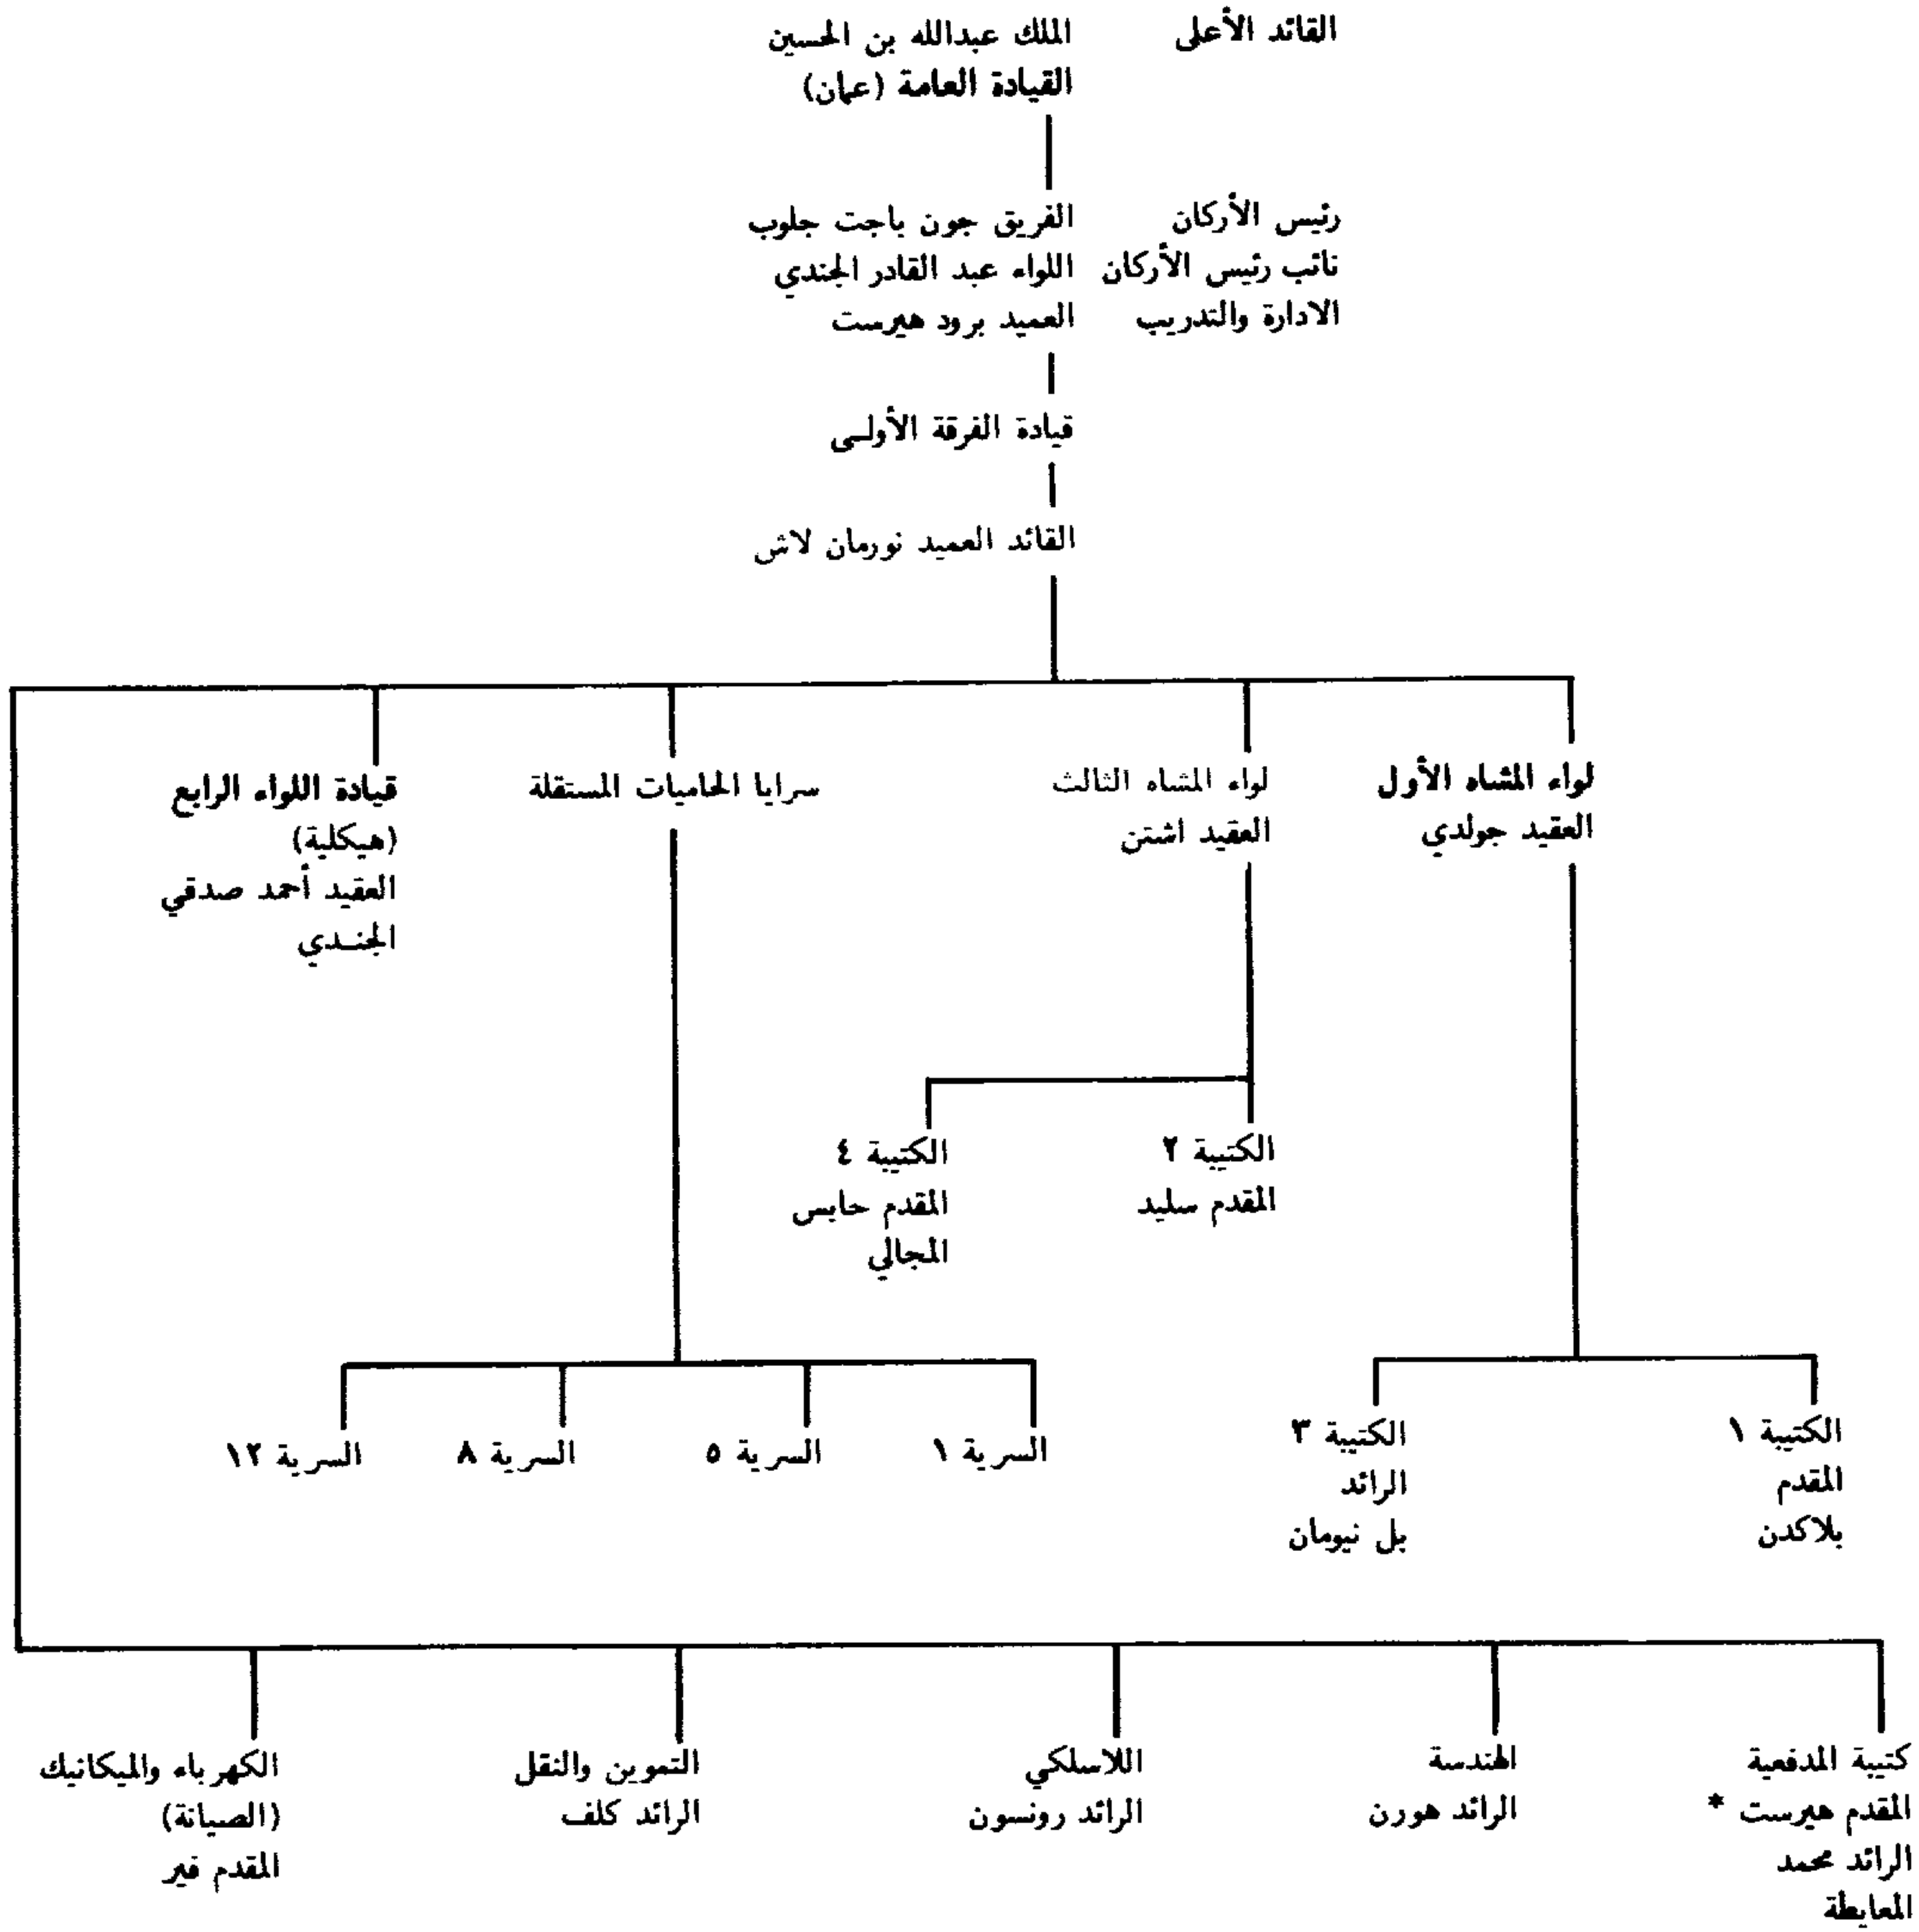 القائد الأعلى الملك عبدالله بن الحسين
القيادة العامة (عمان)
رئيس الأركان الفريق جون باجت جلوب
نائب رئيس الأركان اللواء عبد القادر الجندي
الادارة والتدريب العميد برود هيرست
قيادة الفرقة الأولى
القائد العميد نورمان لاش
لواء المشاه الأول
العقيد جولدي
لواء المشاه الثالث
العقيد اشتن
سرايا الحاميات المستقلة
قيادة اللواء الرابع
(هيكلية)
العقيد أحمد صدقي
الجندي
الكتيبة ٢
المقدم سليد
الكتيبة ٤
المقدم حابس
المجالي
الكتيبة ١
المقدم
بلاكدن
الكتيبة ٣
الرائد
بل نيومان
السرية ١
السرية ٥
السرية ٨
السرية ١٢
كتيبة المدفعية
المقدم هيرست *
الرائد محمد
المعايطة
الهندسة
الرائد هورن
اللاسلكي
الرائد رونسون
التموين والنقل
الرائد كلف
الكهرباء والميكانيك
(الصيانة)
المقدم فير